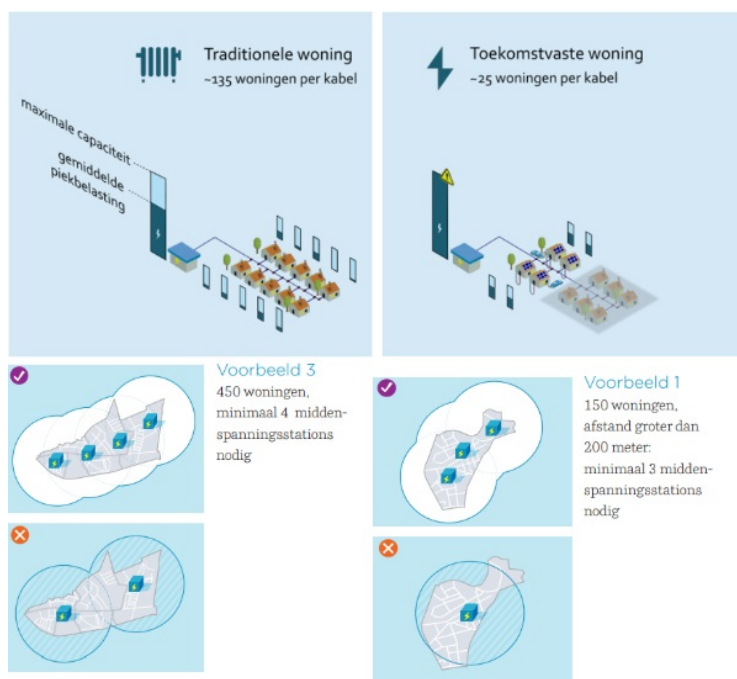 Traditionele woning
~135 woningen per kabel
maximale capaciteit
gemiddelde
piekbelasting
Toekomstvaste woning
~25 woningen per kabel
Voorbeeld 3
450 woningen,
minimaal 4 midden-
spanningsstations
nodig
Voorbeeld 1
150 woningen,
afstand groter dan
200 meter:
minimaal 3 midden-
spanningsstations
nodig